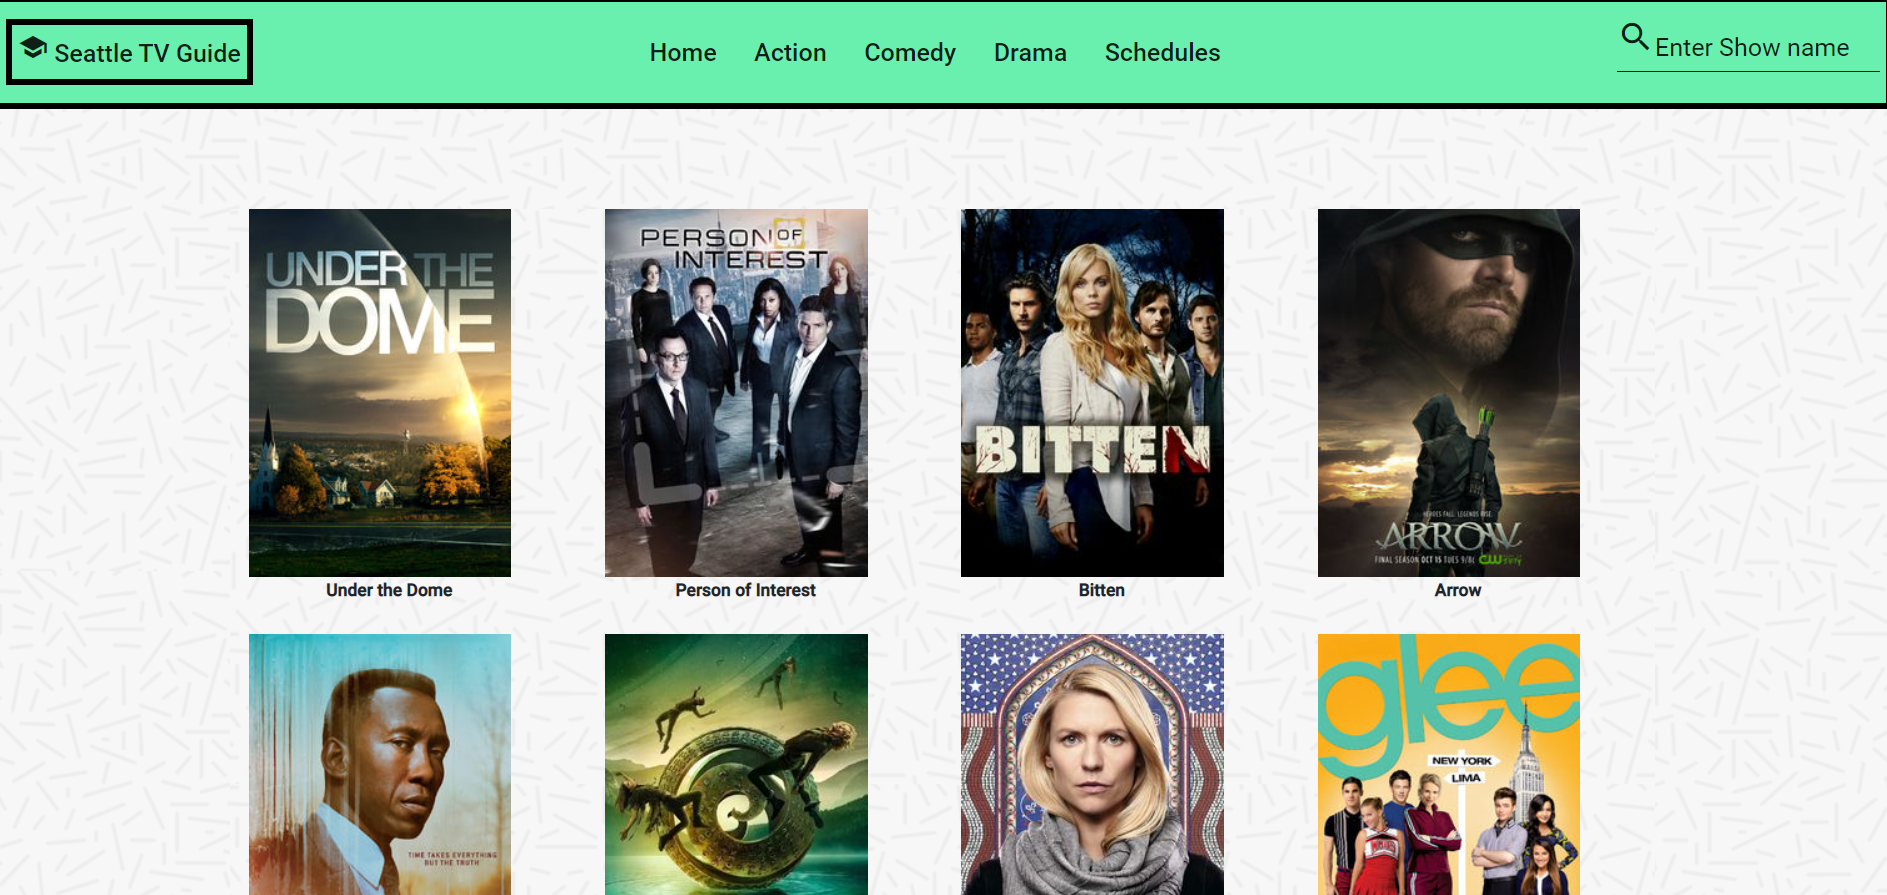 Seattle TV Guide
Home
Action
Comedy
Drama
Schedules
Enter Show name
UNDER THE
DOME
PERSON OF
INTEREST
BITTEN
HEROES FALL. LEGENDS RISE.
ARROW
FINAL SEASON OCT 15 TUES 9/8c CW
Under the Dome
Person of Interest
Bitten
Arrow
TIME TAKES EVERYTHING
BUT THE TRUTH
glee
NEW YORK
LIMA